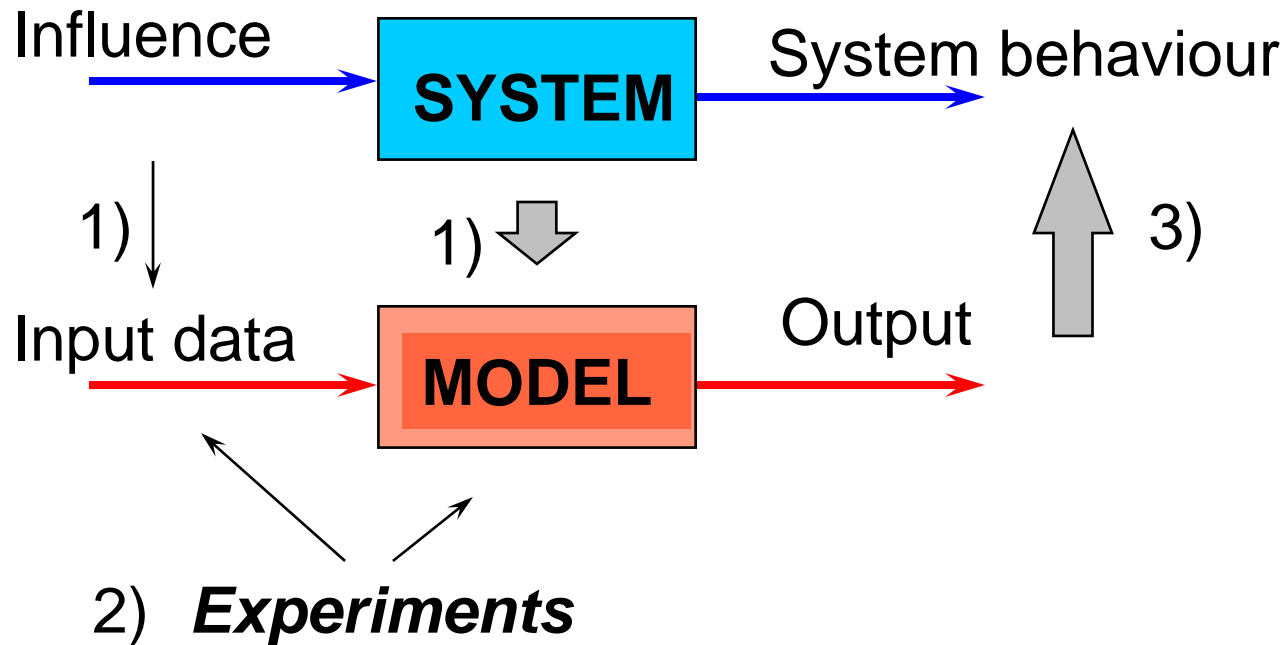 Influence
SYSTEM
System behaviour
1)
1)
3)
Input data
MODEL
Output
2) Experiments